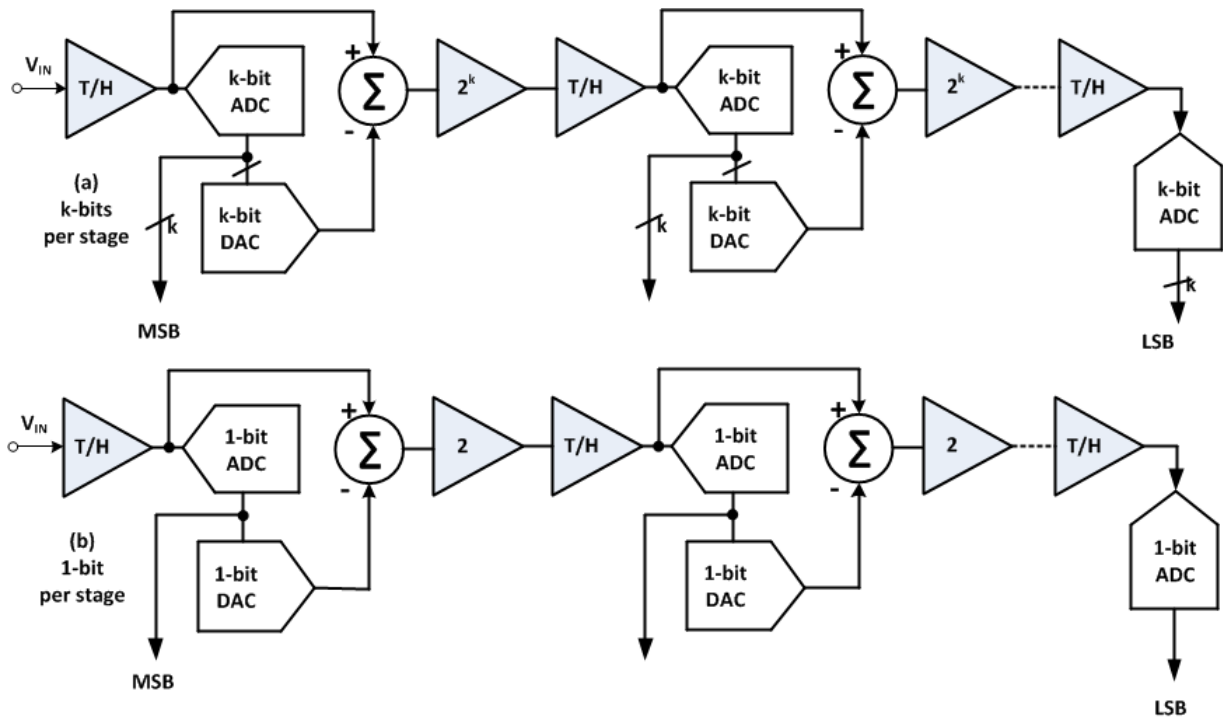 V_IN
T/H
k-bit
ADC
+
Σ
-
2^k
T/H
k-bit
ADC
+
Σ
-
2^k
T/H
(a)
k-bits
per stage
k
k-bit
DAC
k
k-bit
DAC
k-bit
ADC
k
MSB
LSB
V_IN
T/H
1-bit
ADC
+
Σ
-
2
T/H
1-bit
ADC
+
Σ
-
2
T/H
(b)
1-bit
per stage
1-bit
DAC
1-bit
DAC
1-bit
ADC
MSB
LSB